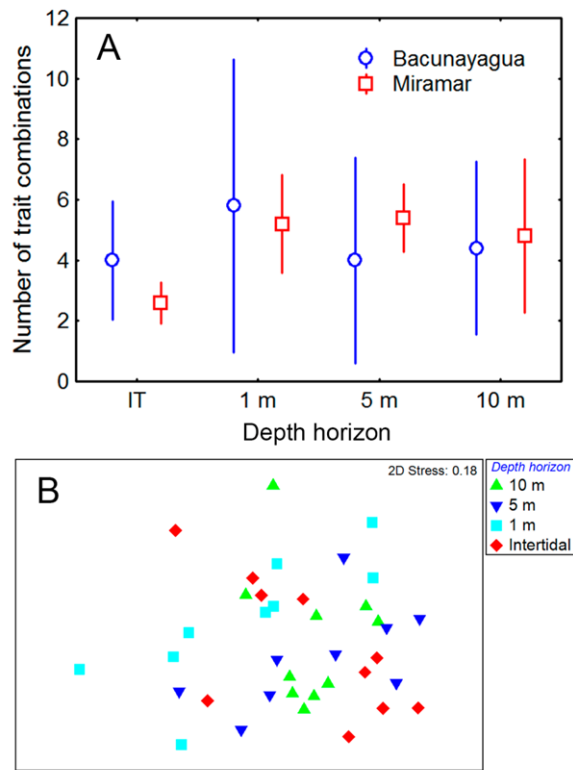 12
A
Bacunayagua
Miramar
10
8
6
4
2
0
Number of trait combinations
IT
1 m
5 m
10 m
Depth horizon
B
2D Stress: 0.18
Depth horizon
10 m
5 m
1 m
Intertidal